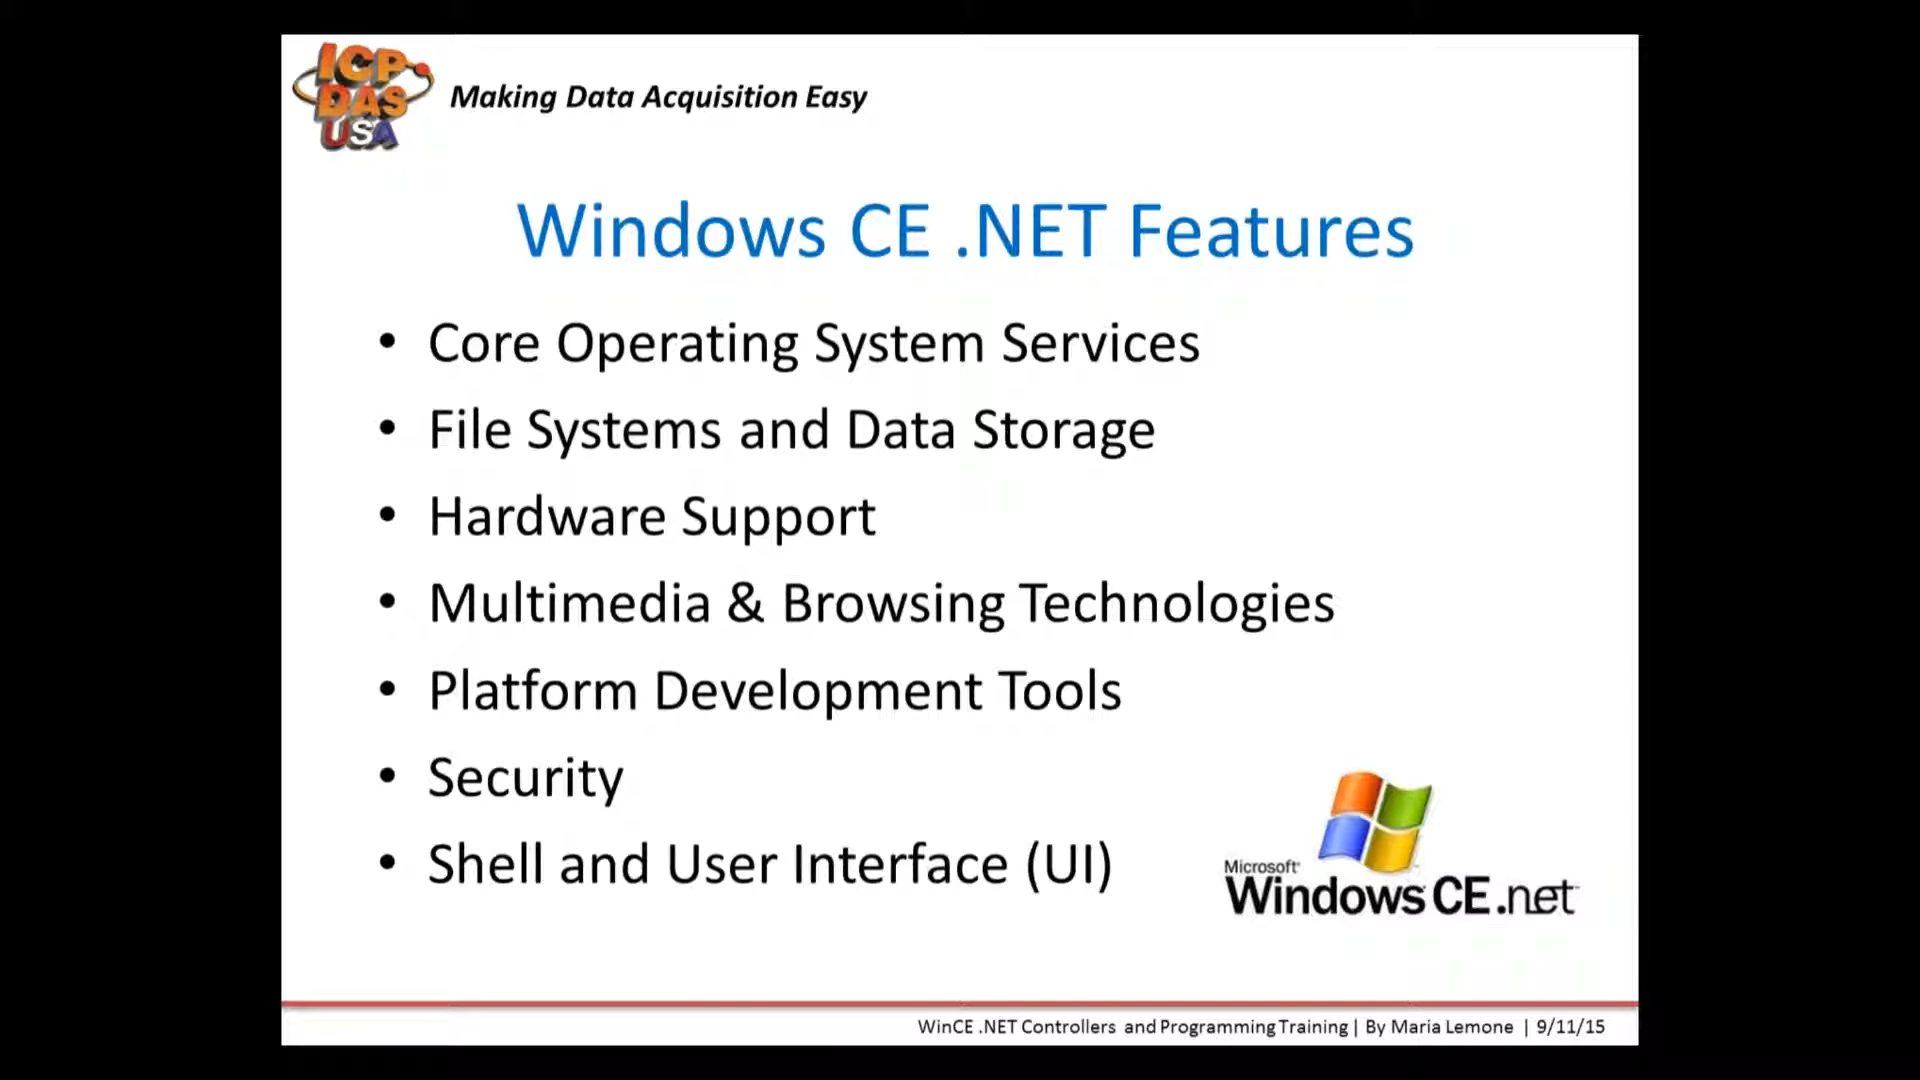 ICP
DAS
USA
Making Data Acquisition Easy
Windows CE .NET Features
• Core Operating System Services
• File Systems and Data Storage
• Hardware Support
• Multimedia & Browsing Technologies
• Platform Development Tools
• Security
• Shell and User Interface (UI)
Microsoft
Windows CE .net
WinCE .NET Controllers and Programming Training | By Maria Lemone | 9/11/15